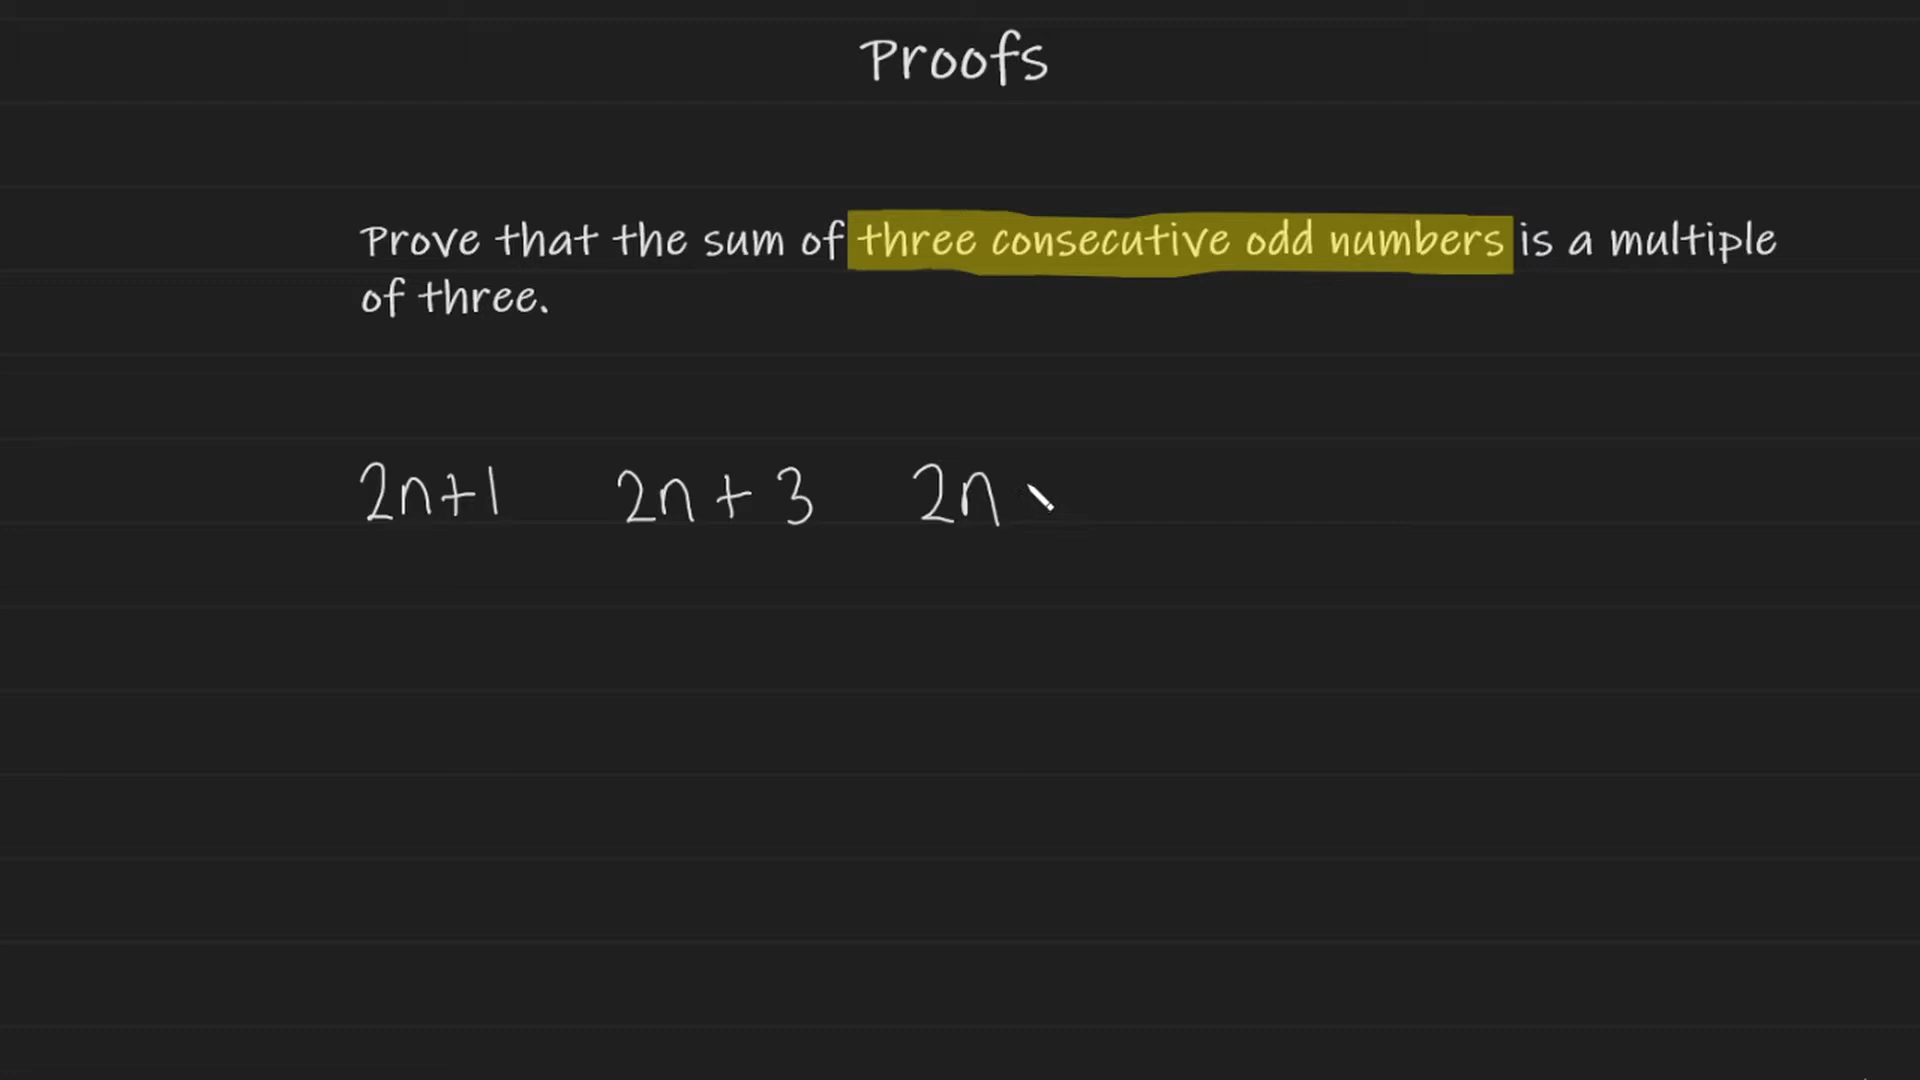 Proofs
Prove that the sum of three consecutive odd numbers is a multiple
of three.
2n+1 2n + 3 2n